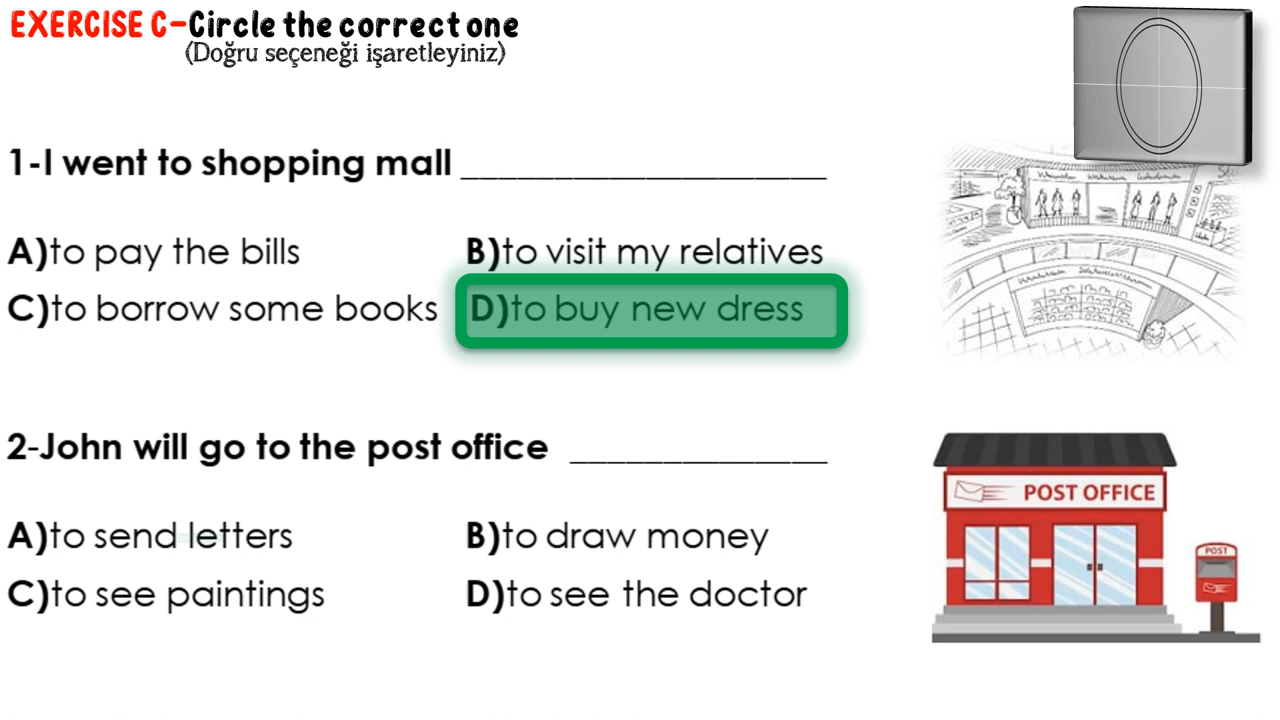 EXERCISE C-Circle the correct one
(Doğru seçeneği işaretleyiniz)
1-I went to shopping mall ____________________
A)to pay the bills
B)to visit my relatives
C)to borrow some books
D)to buy new dress
2-John will go to the post office ______________
A)to send letters
B)to draw money
C)to see paintings
D)to see the doctor
POST OFFICE
POST